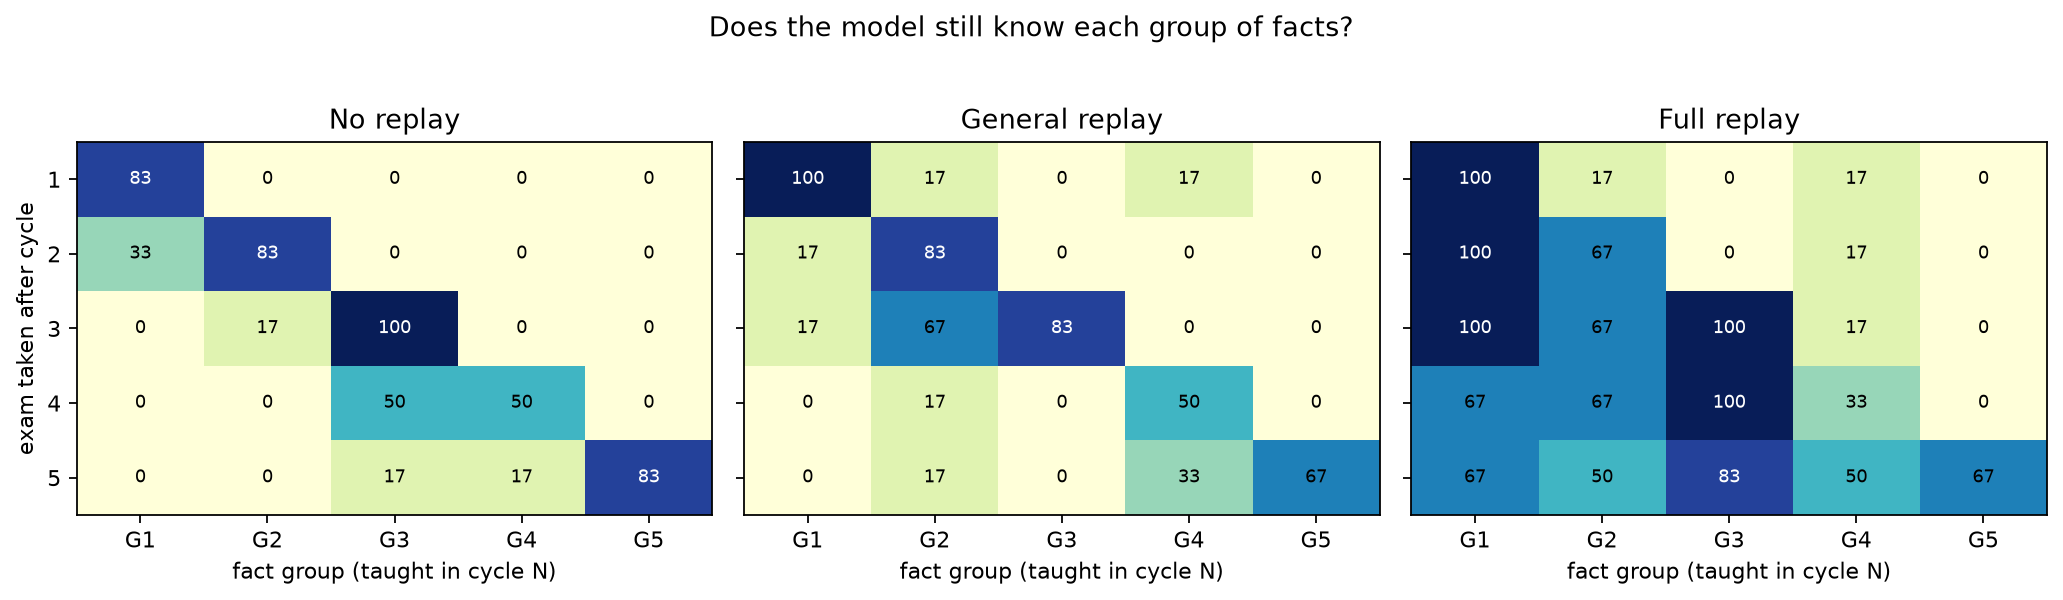 Does the model still know each group of facts?
No replay
General replay
Full replay
exam taken after cycle
1 83 0 0 0 0
2 33 83 0 0 0
3 0 17 100 0 0
4 0 0 50 50 0
5 0 0 17 17 83
G1 G2 G3 G4 G5
fact group (taught in cycle N)
100 17 0 17 0
17 83 0 0 0
17 67 83 0 0
0 17 0 50 0
0 17 0 33 67
G1 G2 G3 G4 G5
fact group (taught in cycle N)
100 17 0 17 0
100 67 0 17 0
100 67 100 17 0
67 67 100 33 0
67 50 83 50 67
G1 G2 G3 G4 G5
fact group (taught in cycle N)